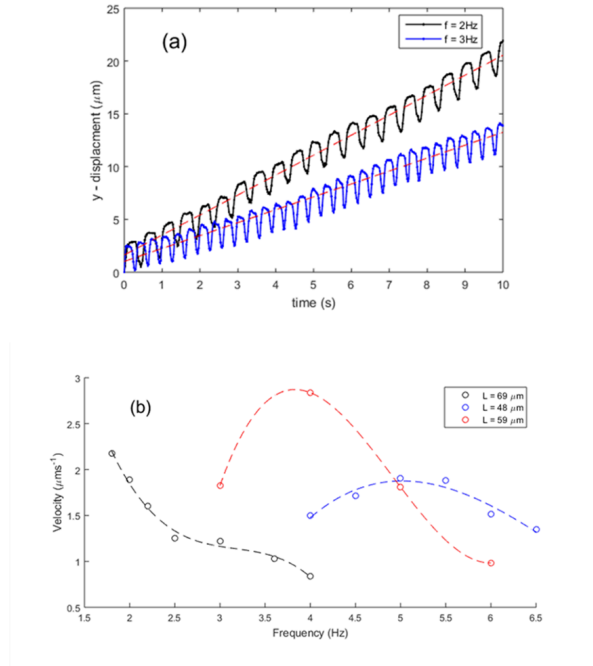 25
(a)
f = 2Hz
f = 3Hz
20
15
10
5
0
y - displacment (μm)
0 1 2 3 4 5 6 7 8 9 10
time (s)
3
(b)
L = 69 μm
L = 48 μm
L = 59 μm
2.5
2
1.5
1
0.5
Velocity (μms⁻¹)
1.5 2 2.5 3 3.5 4 4.5 5 5.5 6 6.5
Frequency (Hz)